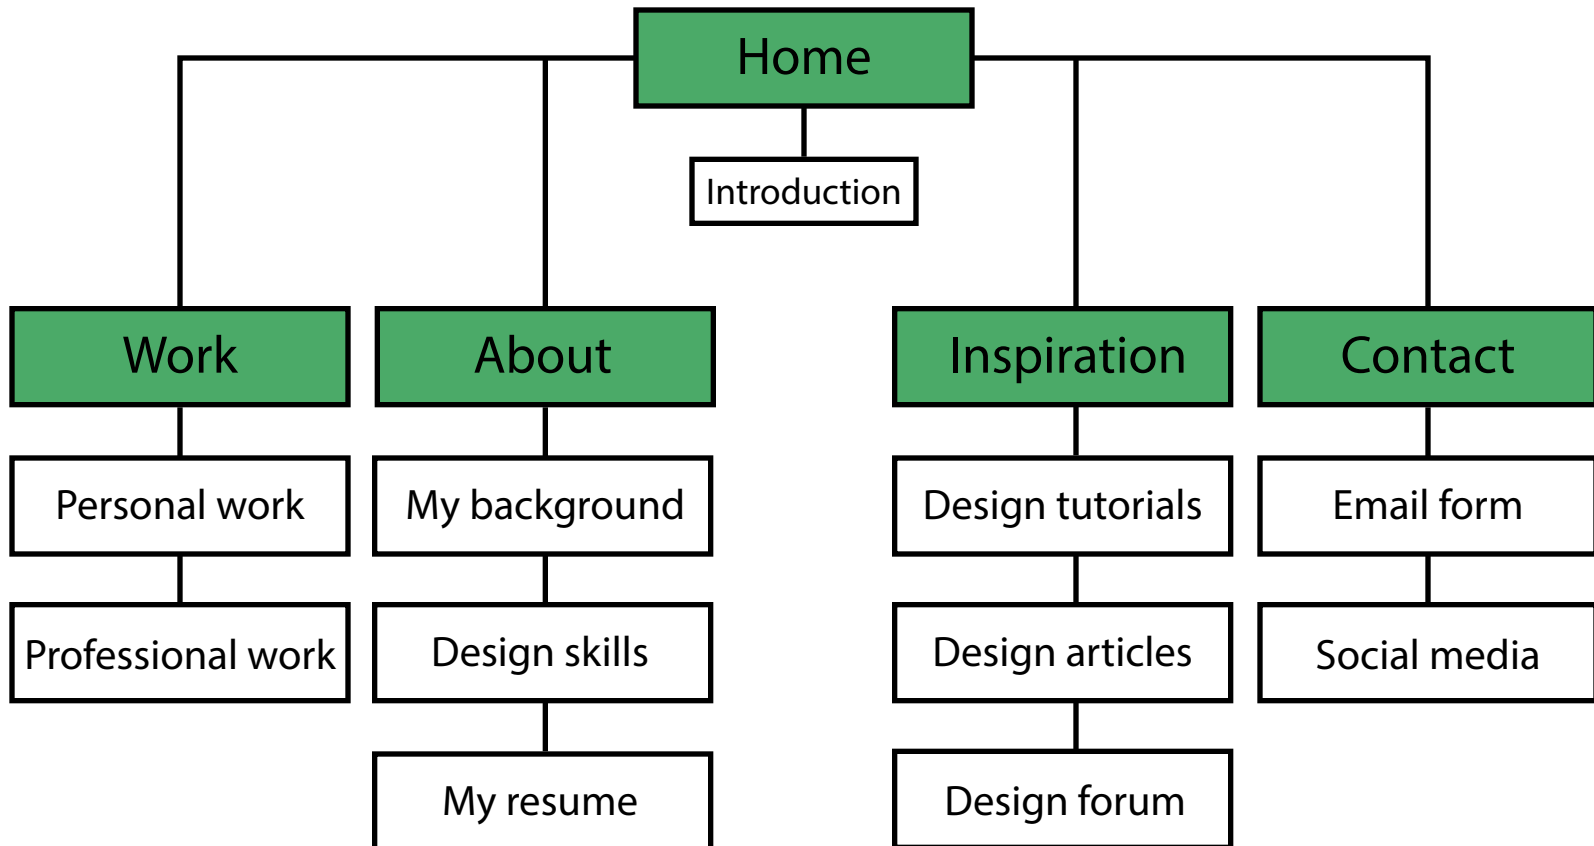 Home
Introduction
Work
About
Inspiration
Contact
Personal work
My background
Design tutorials
Email form
Professional work
Design skills
Design articles
Social media
My resume
Design forum